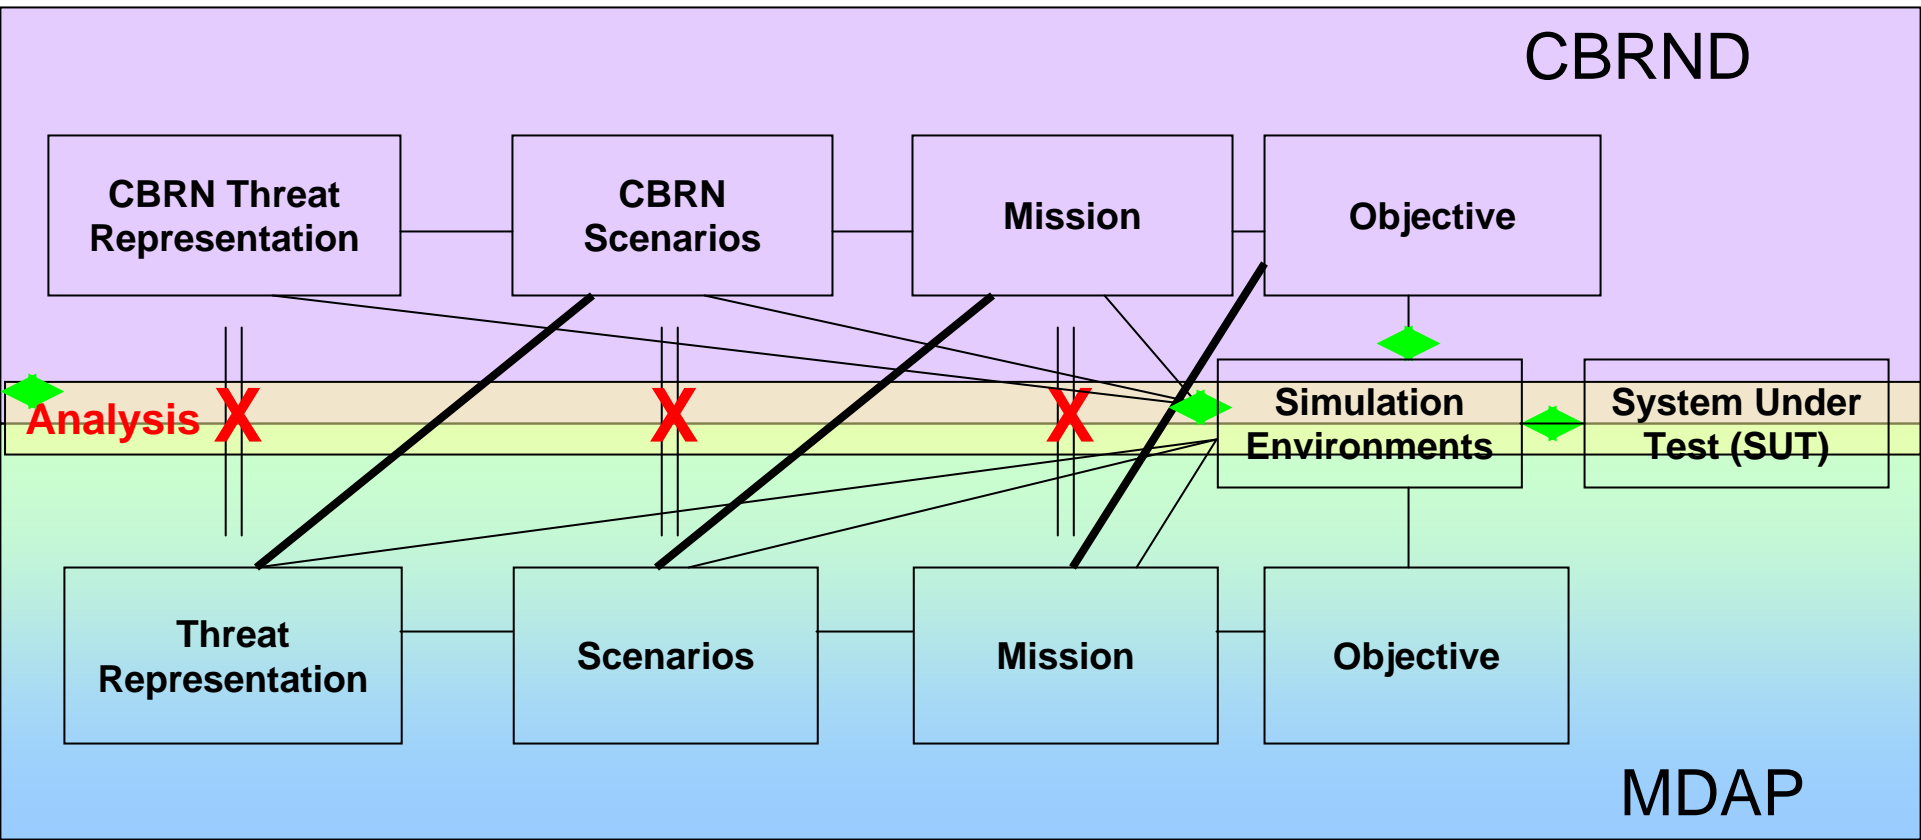 CBRND
CBRN Threat
Representation
CBRN
Scenarios
Mission
Objective
Analysis
X
X
X
Simulation
Environments
System Under
Test (SUT)
Threat
Representation
Scenarios
Mission
Objective
MDAP